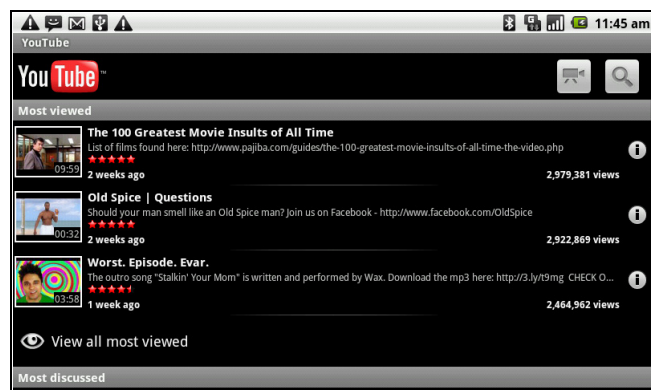 11:45 am
YouTube
YouTube™
Most viewed
The 100 Greatest Movie Insults of All Time
List of films found here: http://www.pajiba.com/guides/the-100-greatest-movie-insults-of-all-time-the-video.php
09:59
2 weeks ago 2,979,381 views
Old Spice | Questions
Should your man smell like an Old Spice man? Join us on Facebook - http://www.facebook.com/OldSpice
00:32
2 weeks ago 2,922,869 views
Worst. Episode. Evar.
The outro song "Stalkin' Your Mom" is written and performed by Wax. Download the mp3 here: http://3.ly/t9mg CHECK O...
03:58
1 week ago 2,464,962 views
View all most viewed
Most discussed